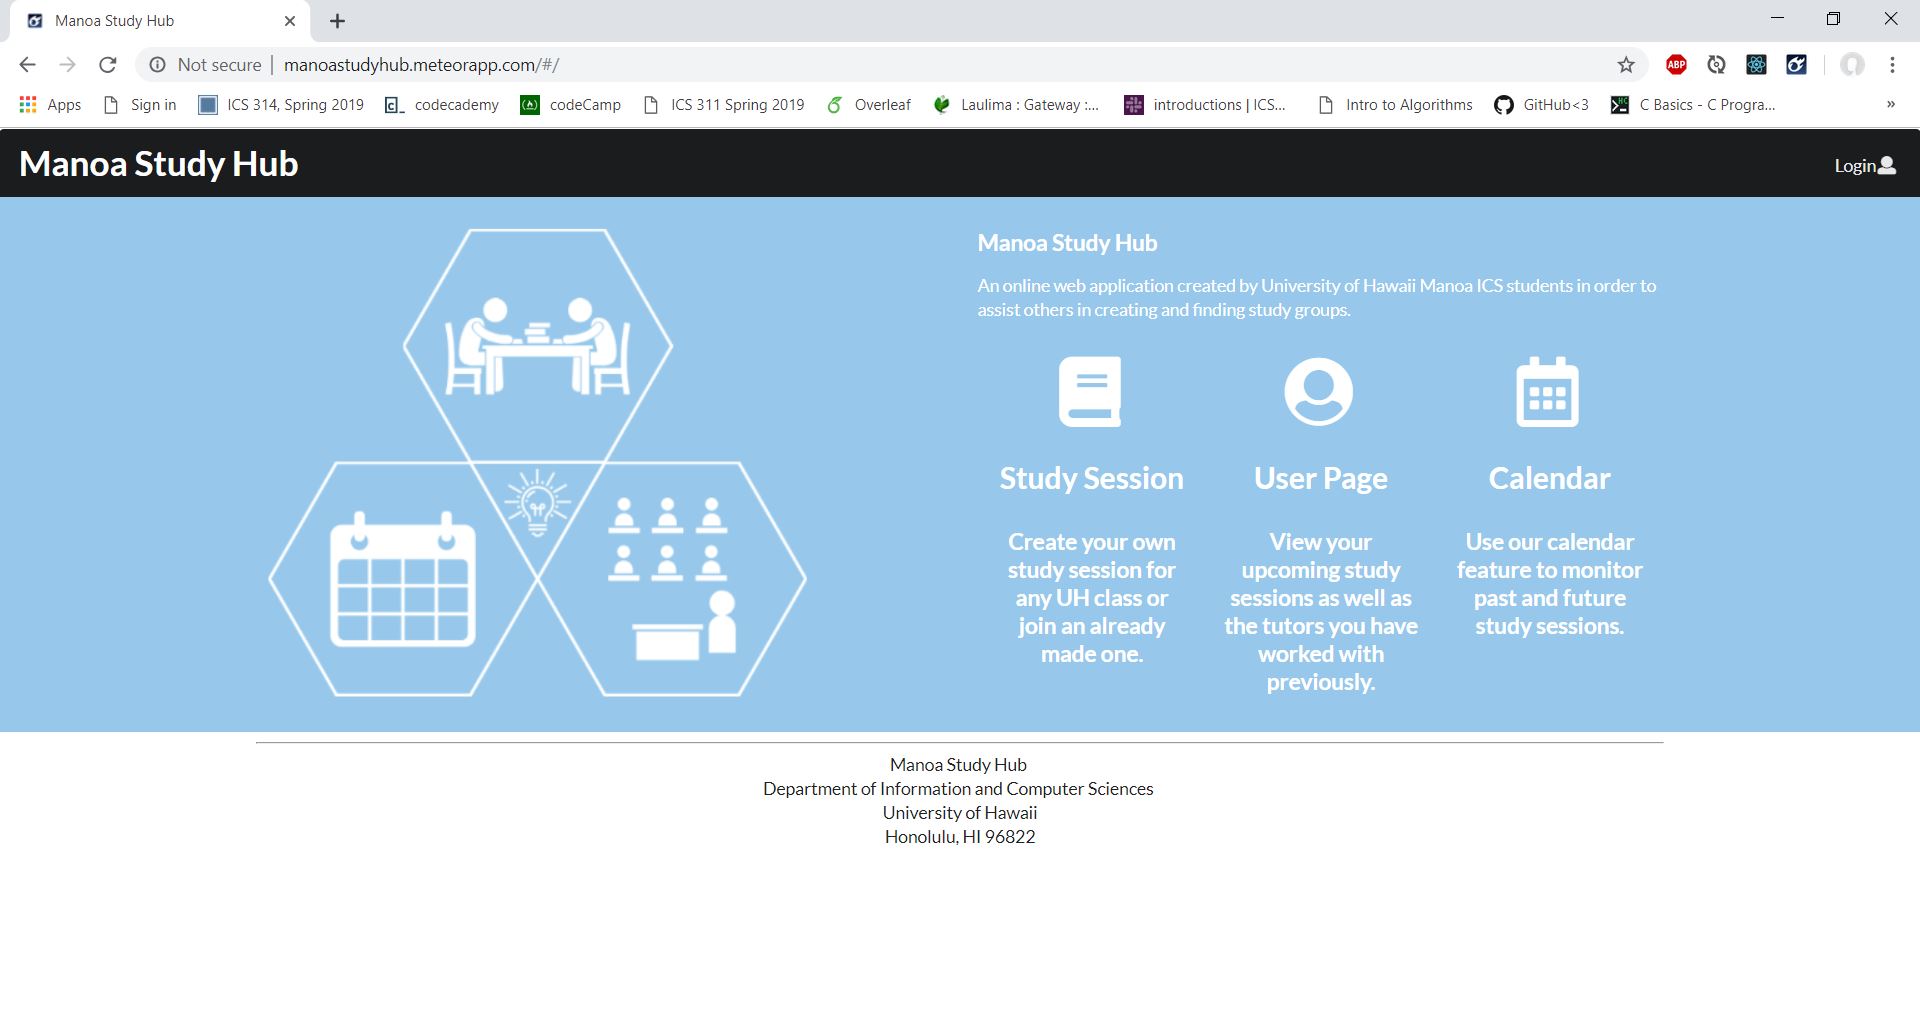 Manoa Study Hub
Not secure | manoastudyhub.meteorapp.com/#/
ABP
Apps Sign in ICS 314, Spring 2019 codecademy codeCamp ICS 311 Spring 2019 Overleaf Laulima : Gateway :... introductions | ICS... Intro to Algorithms GitHub<3 C Basics - C Progra... »
Manoa Study Hub
Login
Manoa Study Hub
An online web application created by University of Hawaii Manoa ICS students in order to
assist others in creating and finding study groups.
Study Session
Create your own
study session for
any UH class or
join an already
made one.
User Page
View your
upcoming study
sessions as well as
the tutors you have
worked with
previously.
Calendar
Use our calendar
feature to monitor
past and future
study sessions.
Manoa Study Hub
Department of Information and Computer Sciences
University of Hawaii
Honolulu, HI 96822